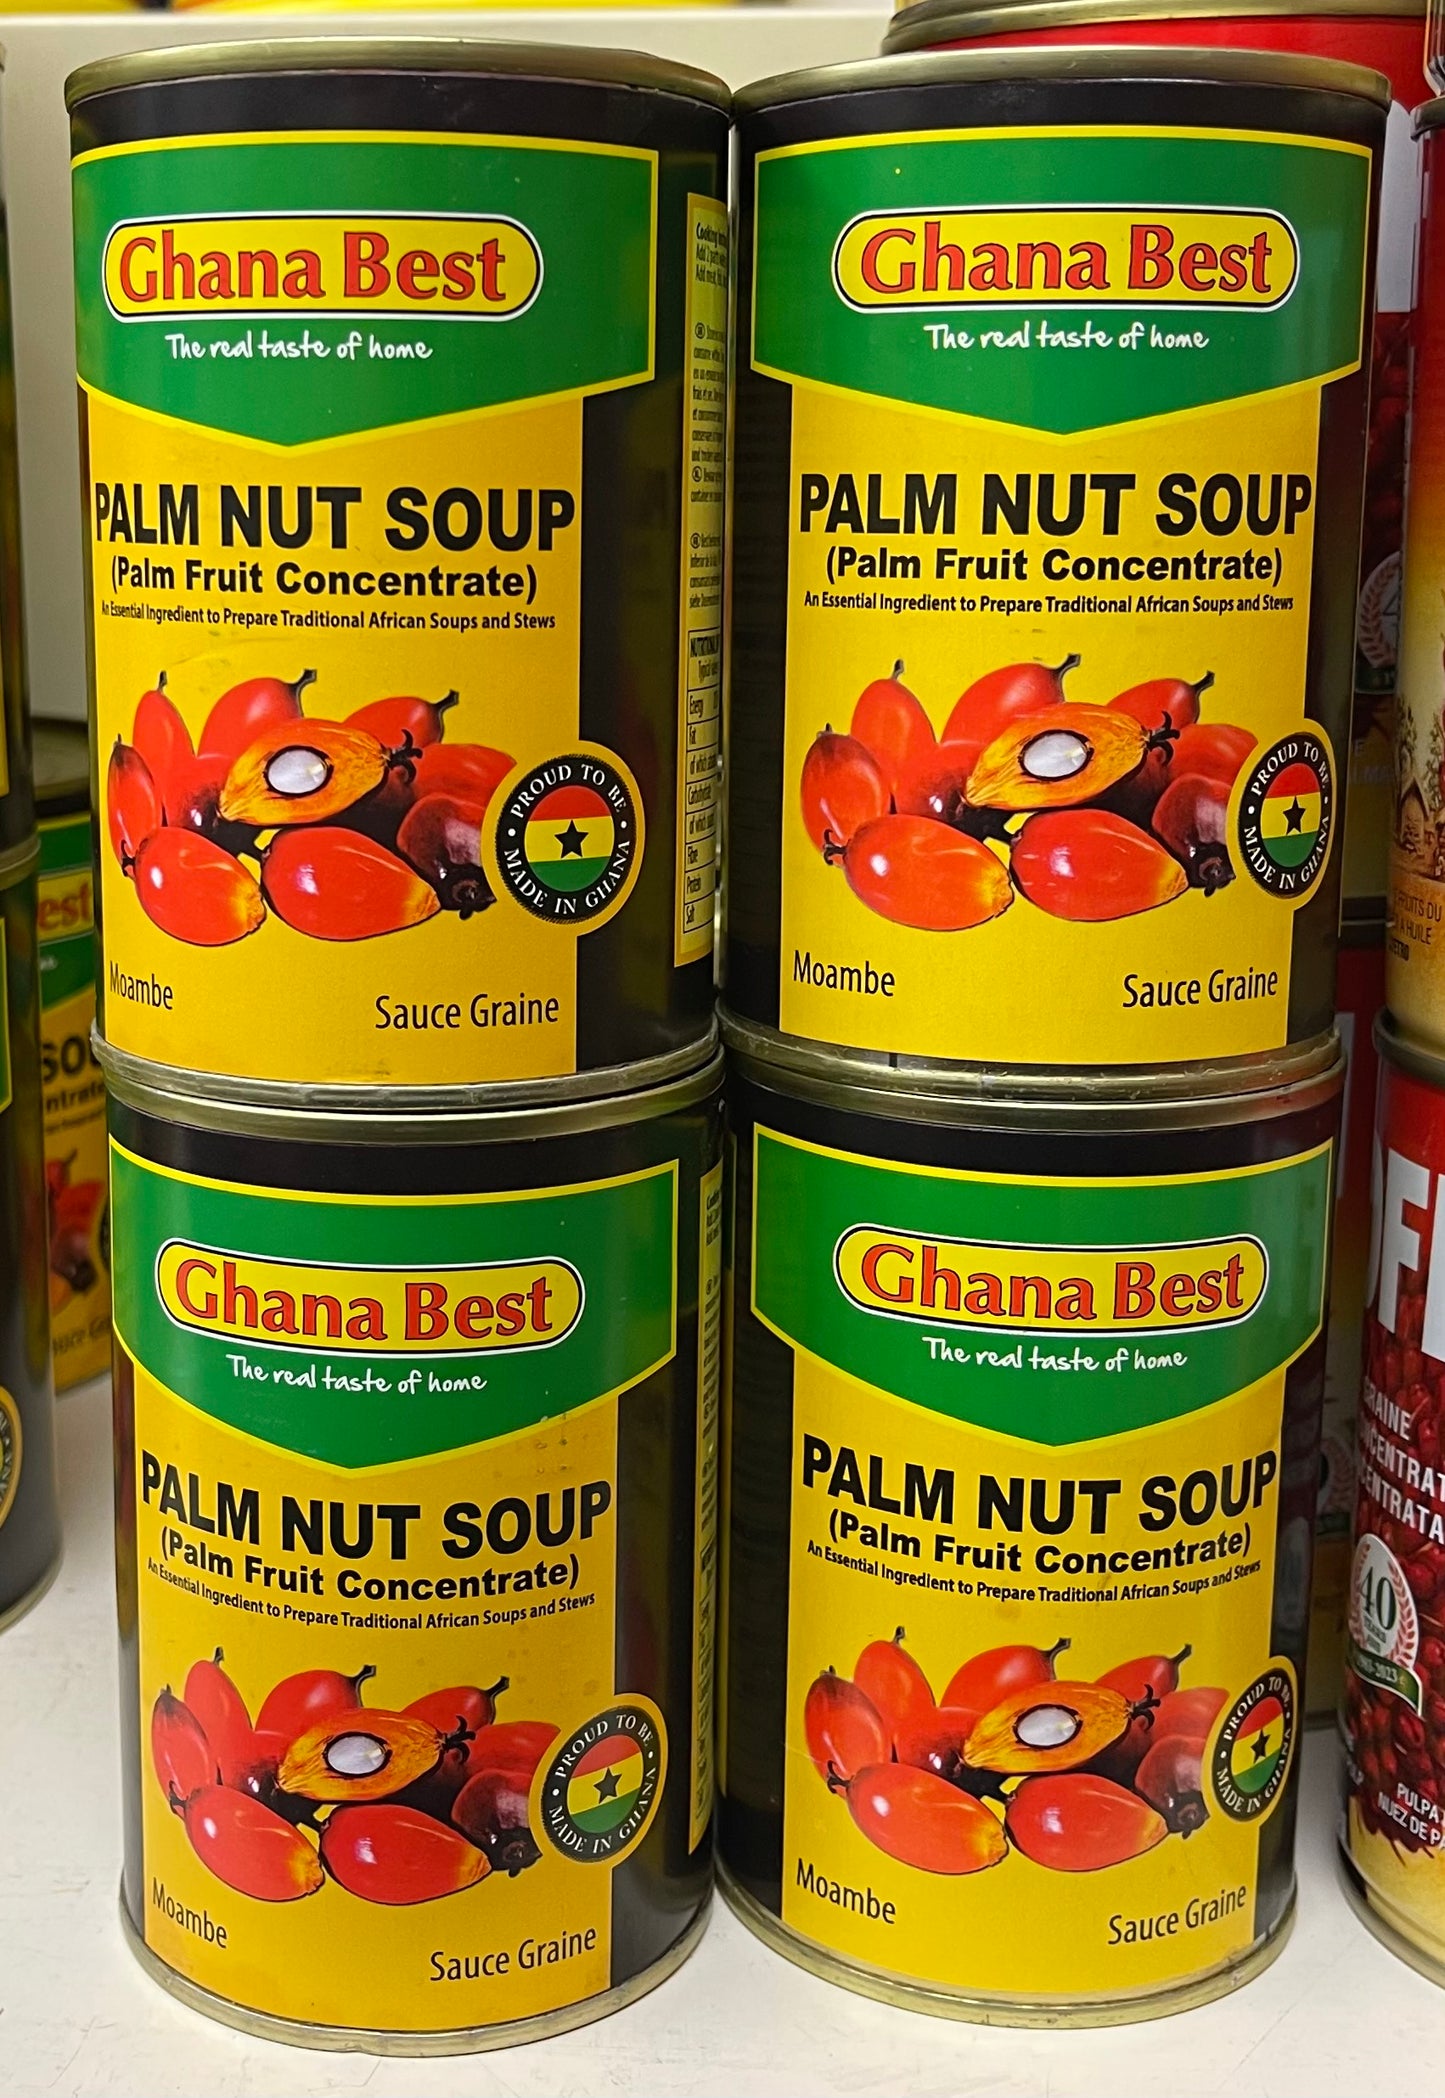 Ghana Best
The real taste of home
PALM NUT SOUP
(Palm Fruit Concentrate)
An Essential Ingredient to Prepare Traditional African Soups and Stews
PROUD TO BE
MADE IN GHANA
Moambe
Sauce Graine
Energy
Fat
Fibre
Protein
Salt
Ghana Best
The real taste of home
PALM NUT SOUP
(Palm Fruit Concentrate)
An Essential Ingredient to Prepare Traditional African Soups and Stews
PROUD TO BE
MADE IN GHANA
Moambe
Sauce Graine
Ghana Best
The real taste of home
PALM NUT SOUP
(Palm Fruit Concentrate)
An Essential Ingredient to Prepare Traditional African Soups and Stews
PROUD TO BE
MADE IN GHANA
Moambe
Sauce Graine
Ghana Best
The real taste of home
PALM NUT SOUP
(Palm Fruit Concentrate)
An Essential Ingredient to Prepare Traditional African Soups and Stews
PROUD TO BE
MADE IN GHANA
Moambe
Sauce Graine
40